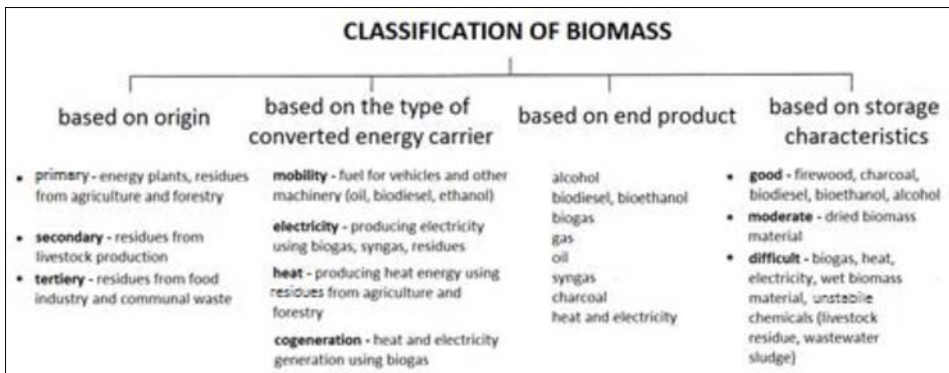 CLASSIFICATION OF BIOMASS
based on origin
• primary - energy plants, residues
from agriculture and forestry
• secondary - residues from
livestock production
• tertiery - residues from food
industry and communal waste
based on the type of
converted energy carrier
mobility - fuel for vehicles and other
machinery (oil, biodiesel, ethanol)
electricity - producing electricity
using biogas, syngas, residues
heat - producing heat energy using
residues from agriculture and
forestry
cogeneration - heat and electricity
generation using biogas
based on end product
alcohol
biodiesel, bioethanol
biogas
gas
oil
syngas
charcoal
heat and electricity
based on storage
characteristics
• good - firewood, charcoal,
biodiesel, bioethanol, alcohol
• moderate - dried biomass
material
• difficult - biogas, heat,
electricity, wet biomass
material, unstabile
chemicals (livestock
residue, wastewater
sludge)